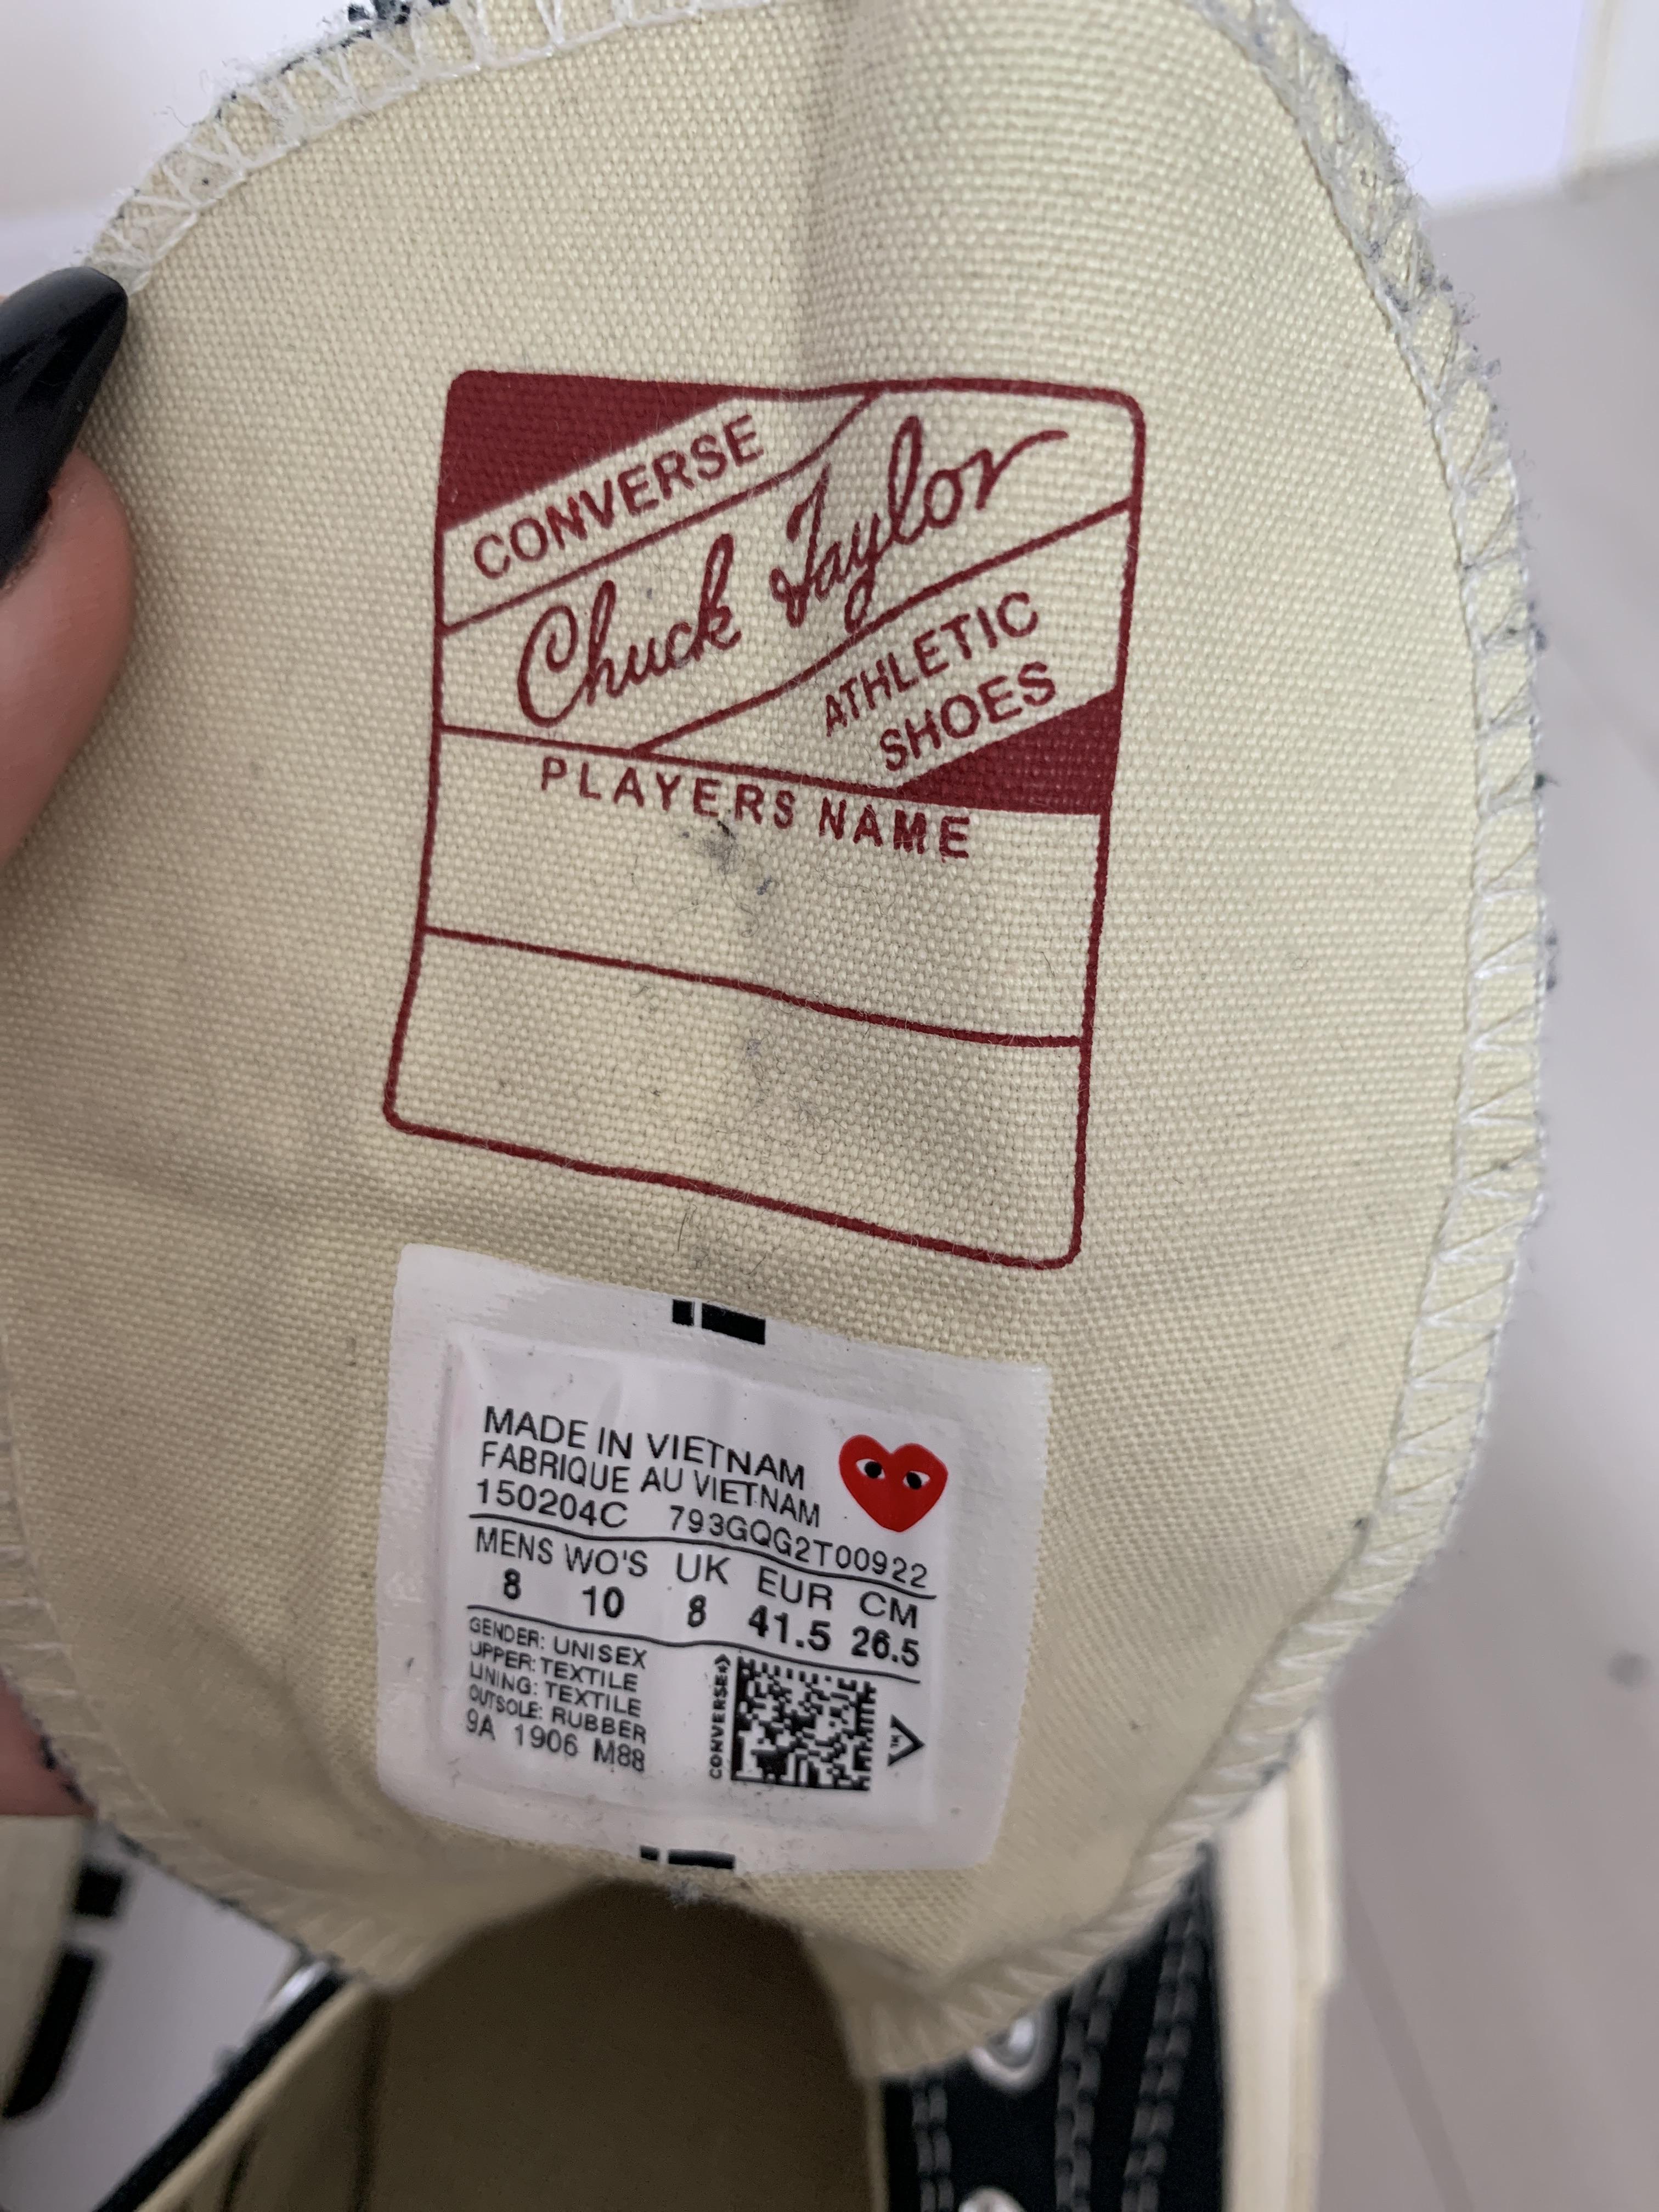 CONVERSE
Chuck Taylor
ATHLETIC
SHOES
PLAYERS NAME
MADE IN VIETNAM
FABRIQUE AU VIETNAM
150204C 793GQG2T00922
MENS WO'S UK EUR CM
8 10 8 41.5 26.5
GENDER: UNISEX
UPPER: TEXTILE
LINING: TEXTILE
OUTSOLE: RUBBER
9A 1906 M88
CONVERSE
TM